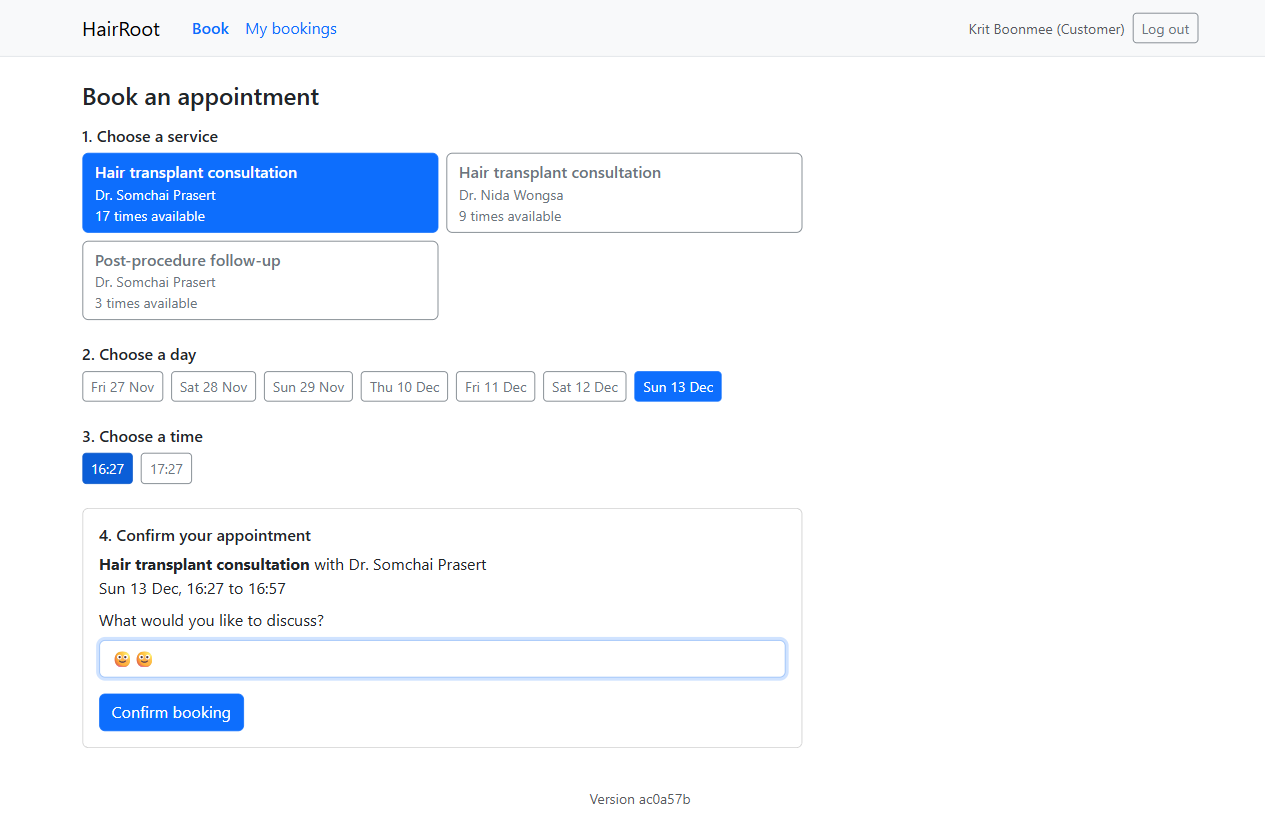 HairRoot Book My bookings Krit Boonmee (Customer) Log out
Book an appointment
1. Choose a service
Hair transplant consultation
Dr. Somchai Prasert
17 times available
Hair transplant consultation
Dr. Nida Wongsa
9 times available
Post-procedure follow-up
Dr. Somchai Prasert
3 times available
2. Choose a day
Fri 27 Nov Sat 28 Nov Sun 29 Nov Thu 10 Dec Fri 11 Dec Sat 12 Dec Sun 13 Dec
3. Choose a time
16:27 17:27
4. Confirm your appointment
Hair transplant consultation with Dr. Somchai Prasert
Sun 13 Dec, 16:27 to 16:57
What would you like to discuss?
Confirm booking
Version ac0a57b